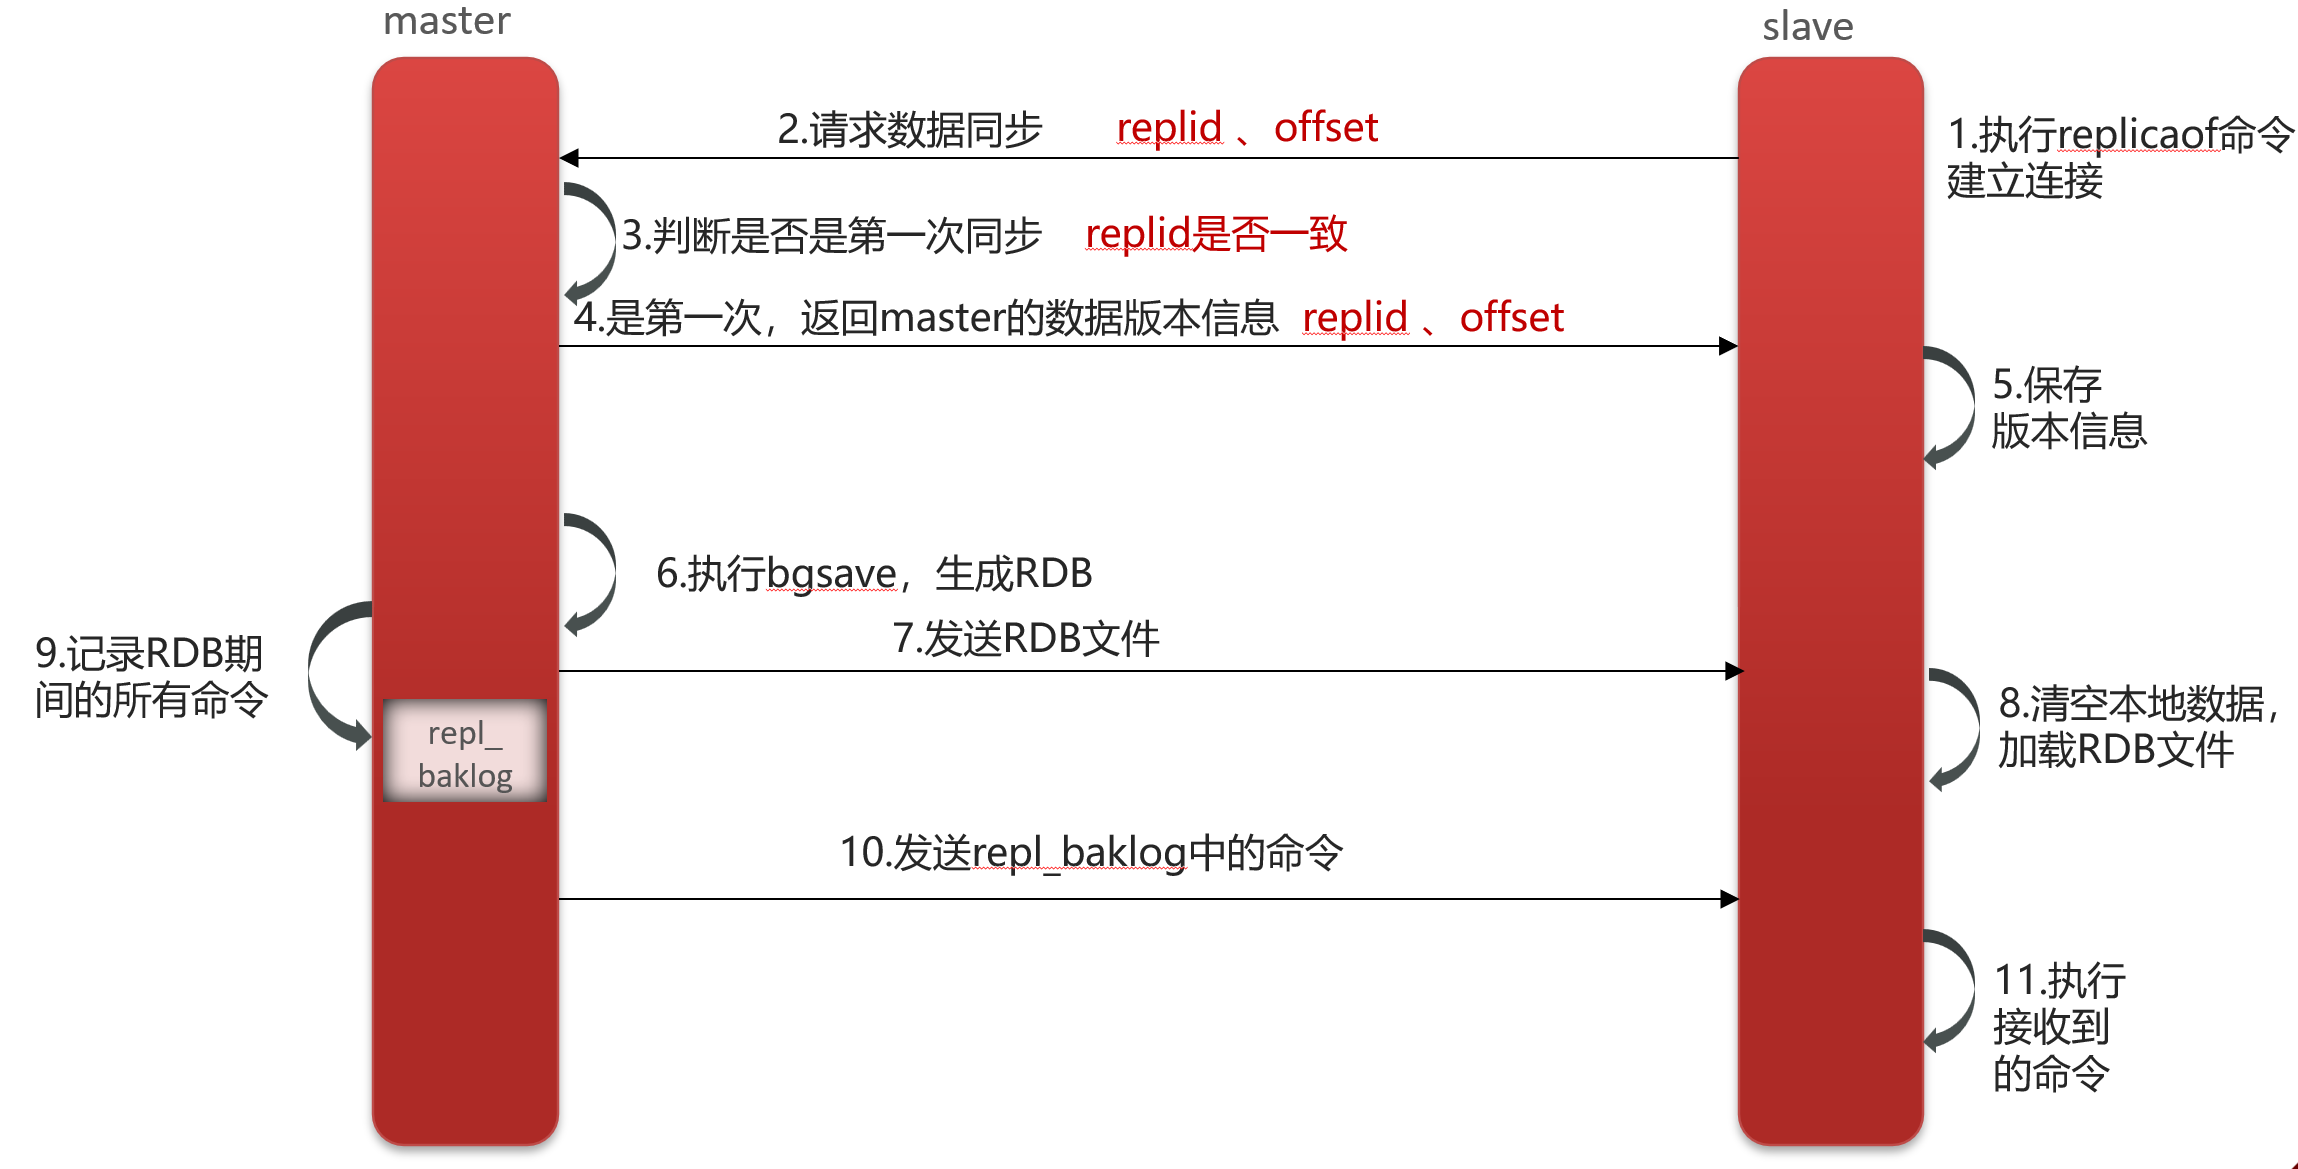 master
slave
1.执行replicaof命令
建立连接
2.请求数据同步 replid 、offset
3.判断是否是第一次同步 replid是否一致
4.是第一次，返回master的数据版本信息 replid 、offset
5.保存
版本信息
6.执行bgsave，生成RDB
7.发送RDB文件
8.清空本地数据，
加载RDB文件
9.记录RDB期
间的所有命令
repl_
baklog
10.发送repl_baklog中的命令
11.执行
接收到
的命令